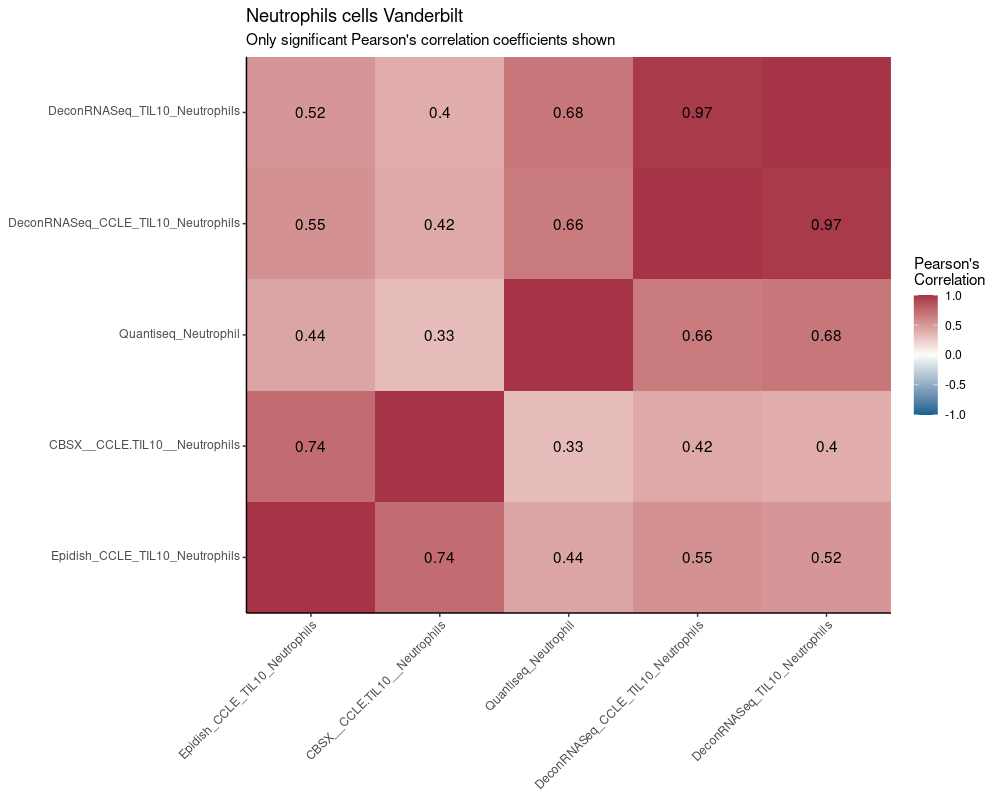 Neutrophils cells Vanderbilt
Only significant Pearson's correlation coefficients shown
DeconRNASeq_TIL10_Neutrophils
0.52
0.4
0.68
0.97
DeconRNASeq_CCLE_TIL10_Neutrophils
0.55
0.42
0.66
0.97
Quantiseq_Neutrophil
0.44
0.33
0.66
0.68
CBSX__CCLE.TIL10__Neutrophils
0.74
0.33
0.42
0.4
Epidish_CCLE_TIL10_Neutrophils
0.74
0.44
0.55
0.52
Epidish_CCLE_TIL10_Neutrophils
CBSX__CCLE.TIL10__Neutrophils
Quantiseq_Neutrophil
DeconRNASeq_CCLE_TIL10_Neutrophils
DeconRNASeq_TIL10_Neutrophils
Pearson's
Correlation
1.0
0.5
0.0
-0.5
-1.0